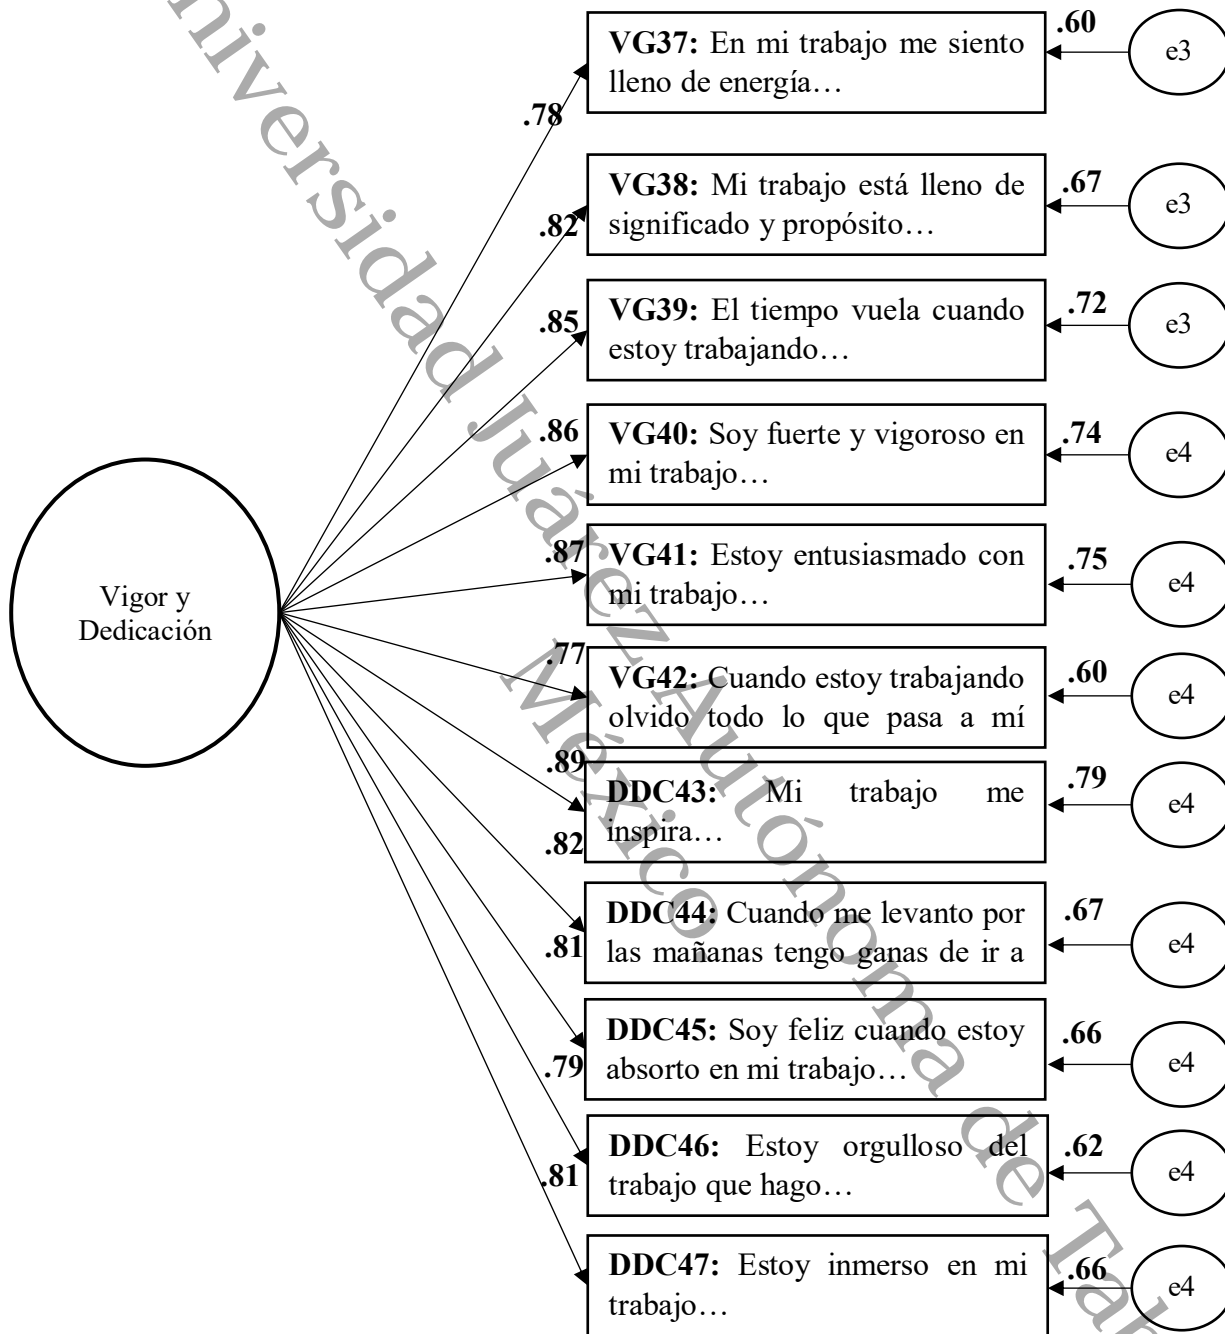 .78
VG37: En mi trabajo me siento
lleno de energía…
.60
e3
.82
VG38: Mi trabajo está lleno de
significado y propósito…
.67
e3
.85
VG39: El tiempo vuela cuando
estoy trabajando…
.72
e3
.86
VG40: Soy fuerte y vigoroso en
mi trabajo…
.74
e4
.87
VG41: Estoy entusiasmado con
mi trabajo…
.75
e4
Vigor y
Dedicación
.77
VG42: Cuando estoy trabajando
olvido todo lo que pasa a mí
.60
e4
.89
DDC43: Mi trabajo me
inspira…
.79
e4
.82
DDC44: Cuando me levanto por
las mañanas tengo ganas de ir a
.67
e4
.81
DDC45: Soy feliz cuando estoy
absorto en mi trabajo…
.66
e4
.79
DDC46: Estoy orgulloso del
trabajo que hago…
.62
e4
.81
DDC47: Estoy inmerso en mi
trabajo…
.66
e4
niversidad Juárez Autónoma de Tab
México.